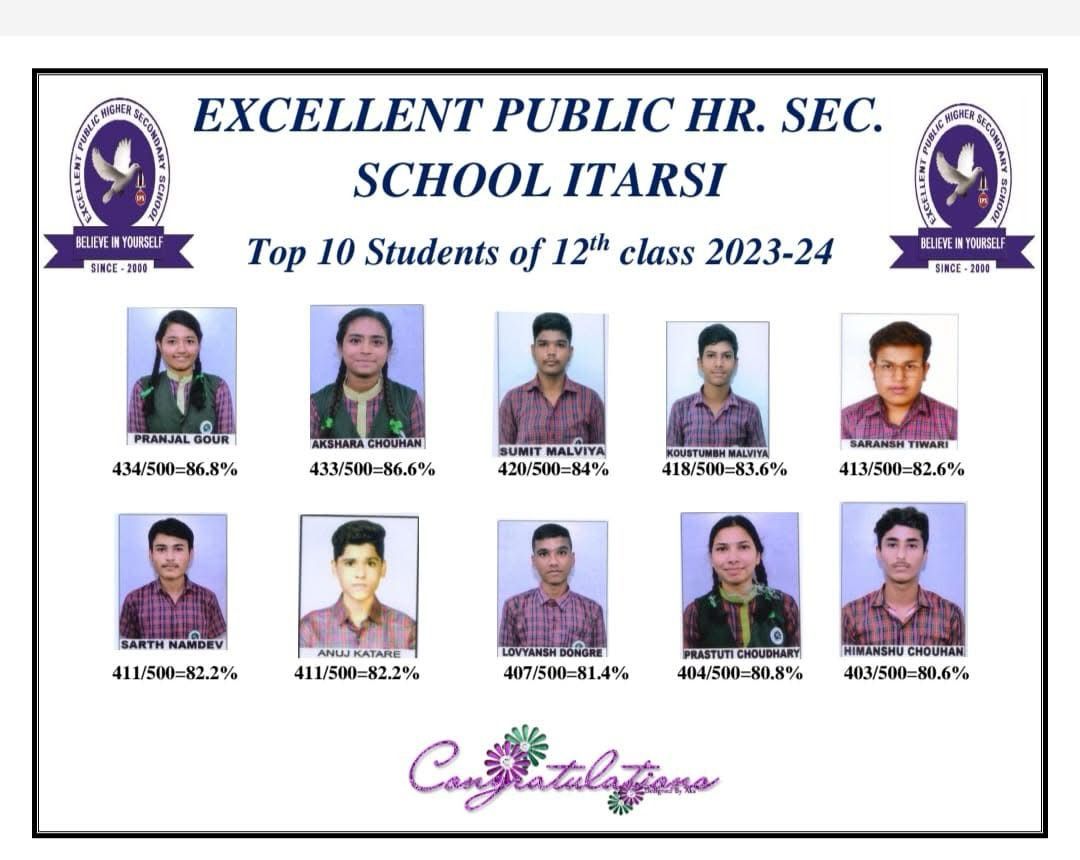 EXCELLENT PUBLIC HIGHER SECONDARY SCHOOL
BELIEVE IN YOURSELF
SINCE - 2000
EXCELLENT PUBLIC HR. SEC.
SCHOOL ITARSI
Top 10 Students of 12th class 2023-24
EXCELLENT PUBLIC HIGHER SECONDARY SCHOOL
BELIEVE IN YOURSELF
SINCE - 2000
PRANJAL GOUR
434/500=86.8%
AKSHARA CHOUHAN
433/500=86.6%
SUMIT MALVIYA
420/500=84%
KOUSTUMBH MALVIYA
418/500=83.6%
SARANSH TIWARI
413/500=82.6%
SARTH NAMDEV
411/500=82.2%
ANUJ KATARE
411/500=82.2%
LOVYANSH DONGRE
407/500=81.4%
PRASTUTI CHOUDHARY
404/500=80.8%
HIMANSHU CHOUHAN
403/500=80.6%
Congratulations